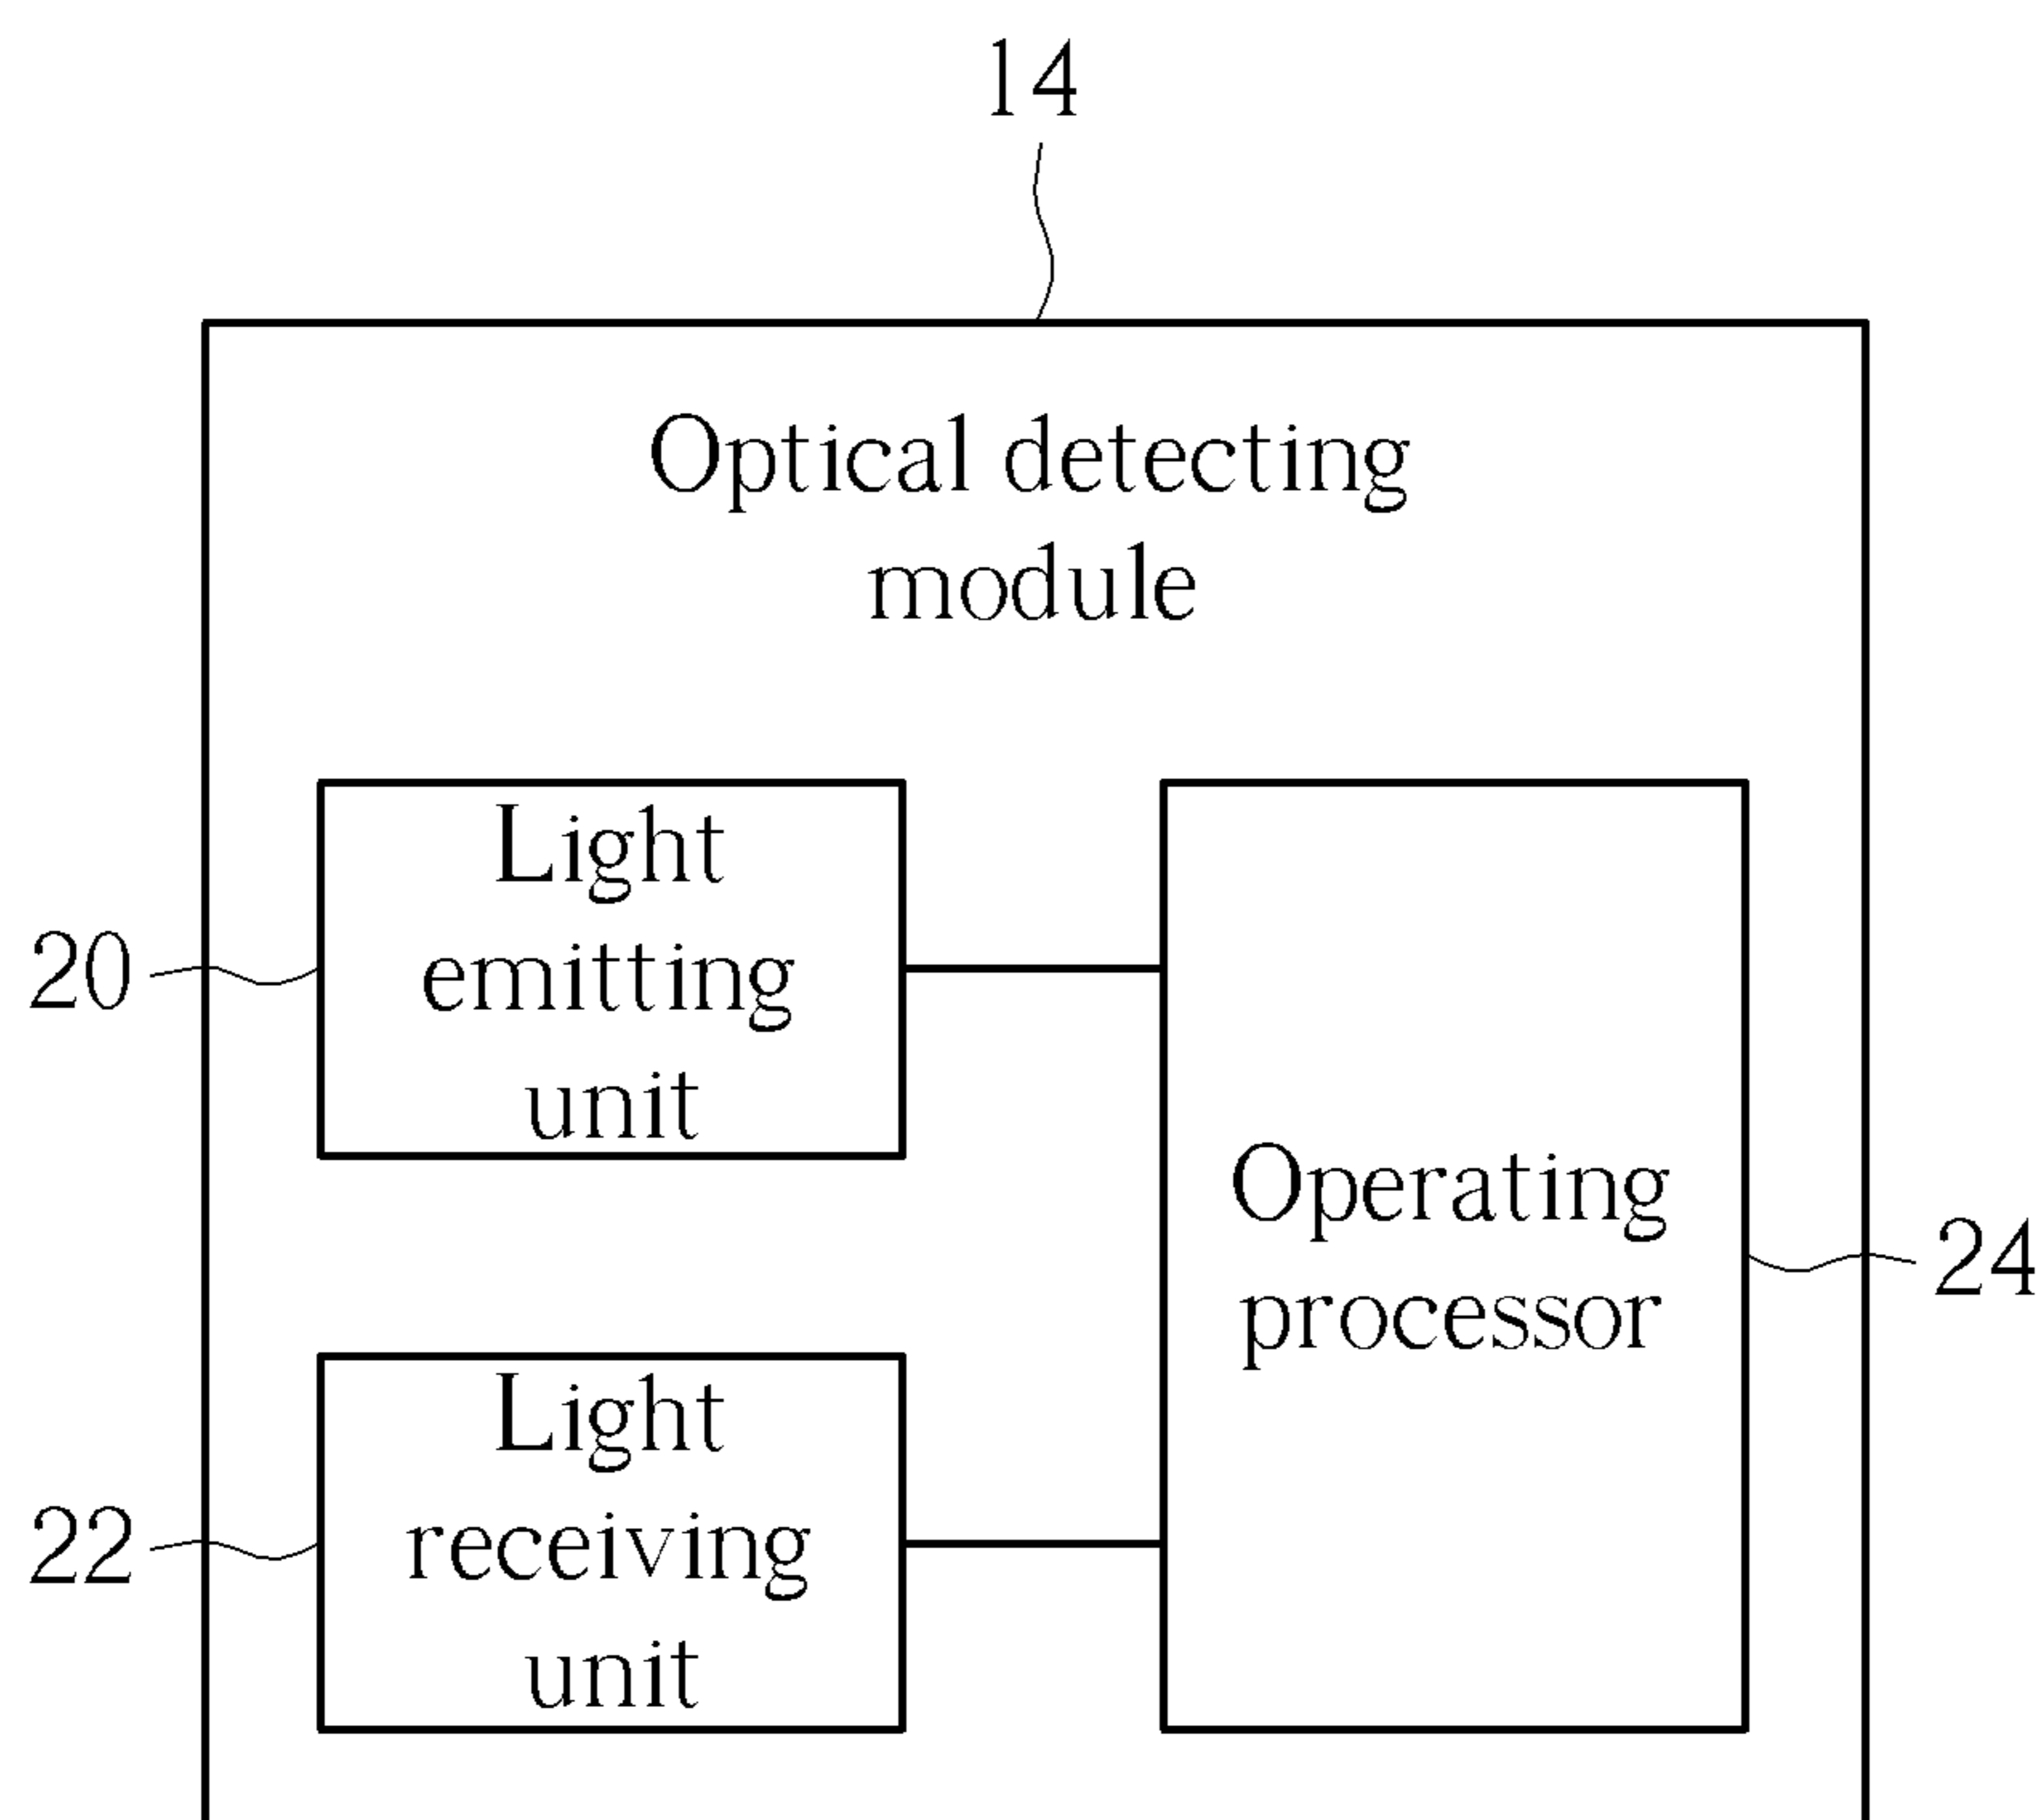 14
Optical detecting
module
Light
emitting
unit
20
Operating
processor
24
Light
receiving
unit
22